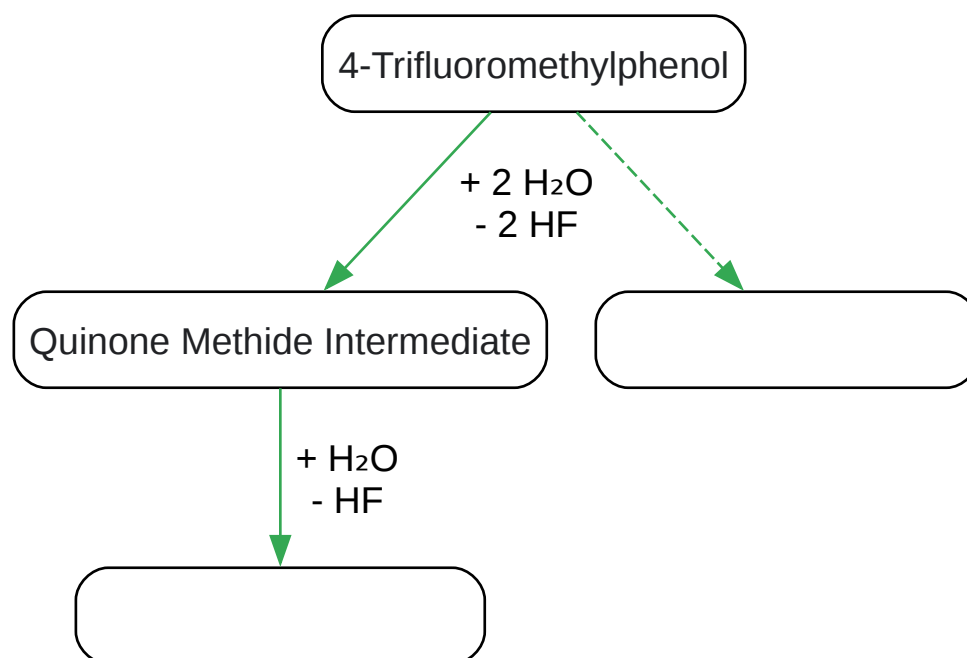 4-Trifluoromethylphenol
+ 2 H₂O
- 2 HF
Quinone Methide Intermediate
+ H₂O
- HF